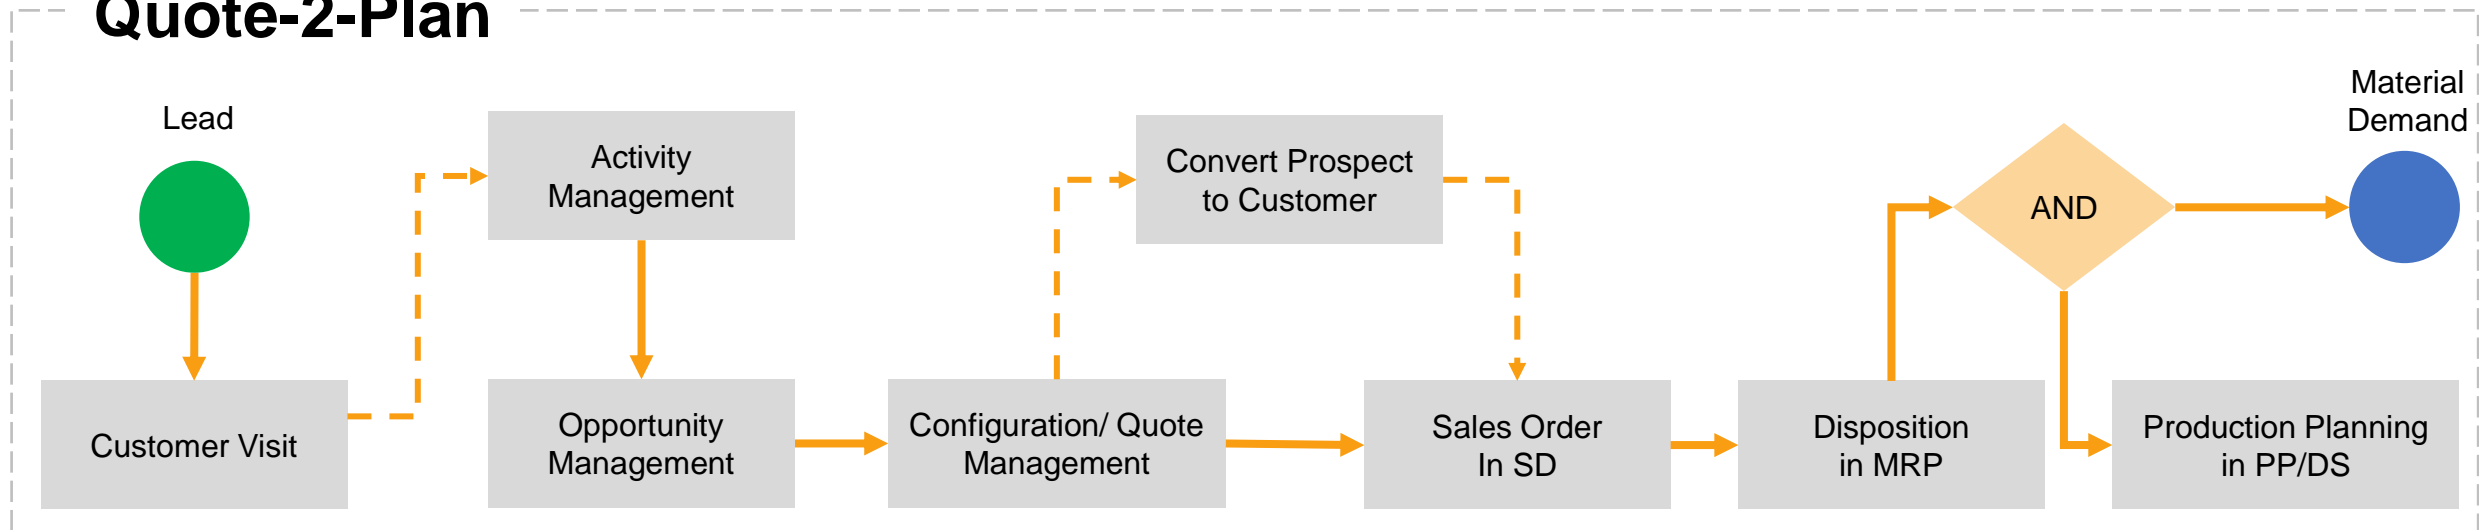 Quote-2-Plan
Lead
Activity
Management
Convert Prospect
to Customer
AND
Material
Demand
Customer Visit
Opportunity
Management
Configuration/ Quote
Management
Sales Order
In SD
Disposition
in MRP
Production Planning
in PP/DS